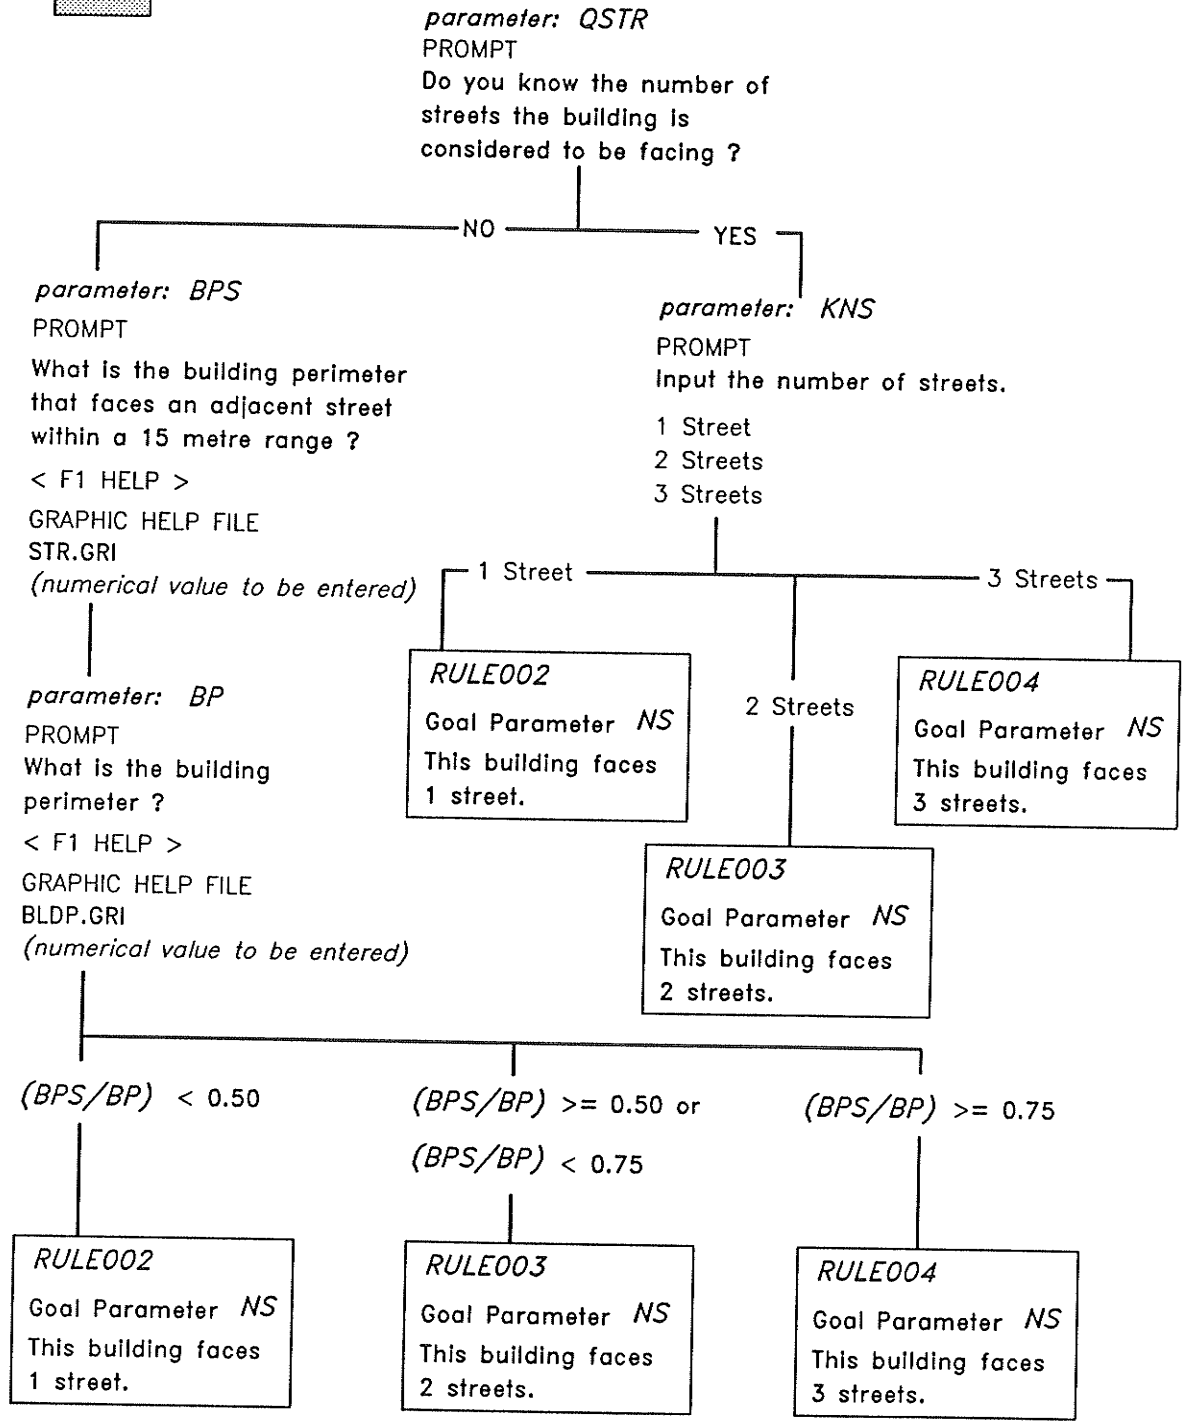 parameter: QSTR
PROMPT
Do you know the number of
streets the building is
considered to be facing ?
NO
YES
parameter: BPS
PROMPT
What is the building perimeter
that faces an adjacent street
within a 15 metre range ?
< F1 HELP >
GRAPHIC HELP FILE
STR.GRI
(numerical value to be entered)
parameter: KNS
PROMPT
Input the number of streets.
1 Street
2 Streets
3 Streets
1 Street
3 Streets
2 Streets
RULE002
Goal Parameter NS
This building faces
1 street.
RULE004
Goal Parameter NS
This building faces
3 streets.
RULE003
Goal Parameter NS
This building faces
2 streets.
parameter: BP
PROMPT
What is the building
perimeter ?
< F1 HELP >
GRAPHIC HELP FILE
BLDP.GRI
(numerical value to be entered)
(BPS/BP) < 0.50
(BPS/BP) >= 0.50 or
(BPS/BP) < 0.75
(BPS/BP) >= 0.75
RULE002
Goal Parameter NS
This building faces
1 street.
RULE003
Goal Parameter NS
This building faces
2 streets.
RULE004
Goal Parameter NS
This building faces
3 streets.